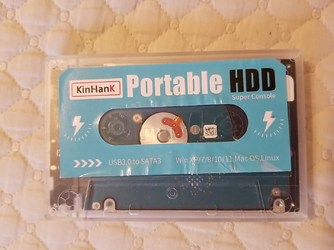 KinHanK
Portable HDD
Super Console
USB3.0 to SATA3
Win XP/7/8/10/11,Mac OS,Linux